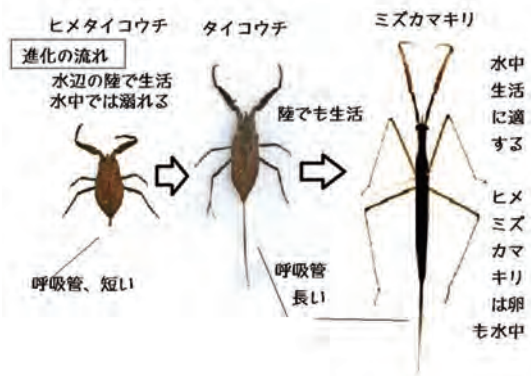 ヒメタイコウチ
タイコウチ
ミズカマキリ
進化の流れ
水辺の陸で生活
水中では溺れる
陸でも生活
水中
生活
に適
する
呼吸管、短い
呼吸管
長い
ヒメ
ミズ
カマ
キリ
は卵
も水中